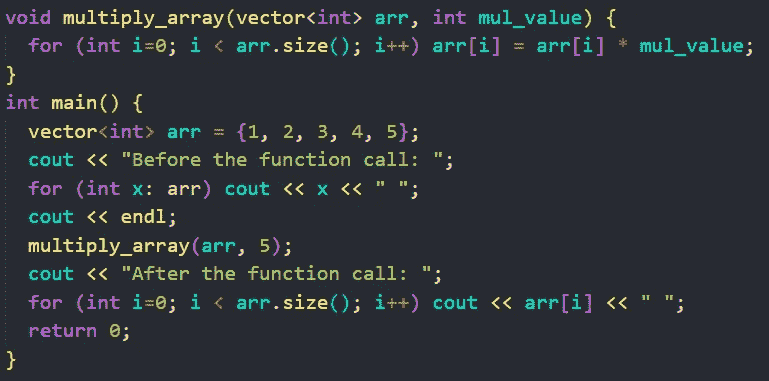 void multiply_array(vector<int> arr, int mul_value) {
  for (int i=0; i < arr.size(); i++) arr[i] = arr[i] * mul_value;
}
int main() {
  vector<int> arr = {1, 2, 3, 4, 5};
  cout << "Before the function call: ";
  for (int x: arr) cout << x << " ";
  cout << endl;
  multiply_array(arr, 5);
  cout << "After the function call: ";
  for (int i=0; i < arr.size(); i++) cout << arr[i] << " ";
  return 0;
}